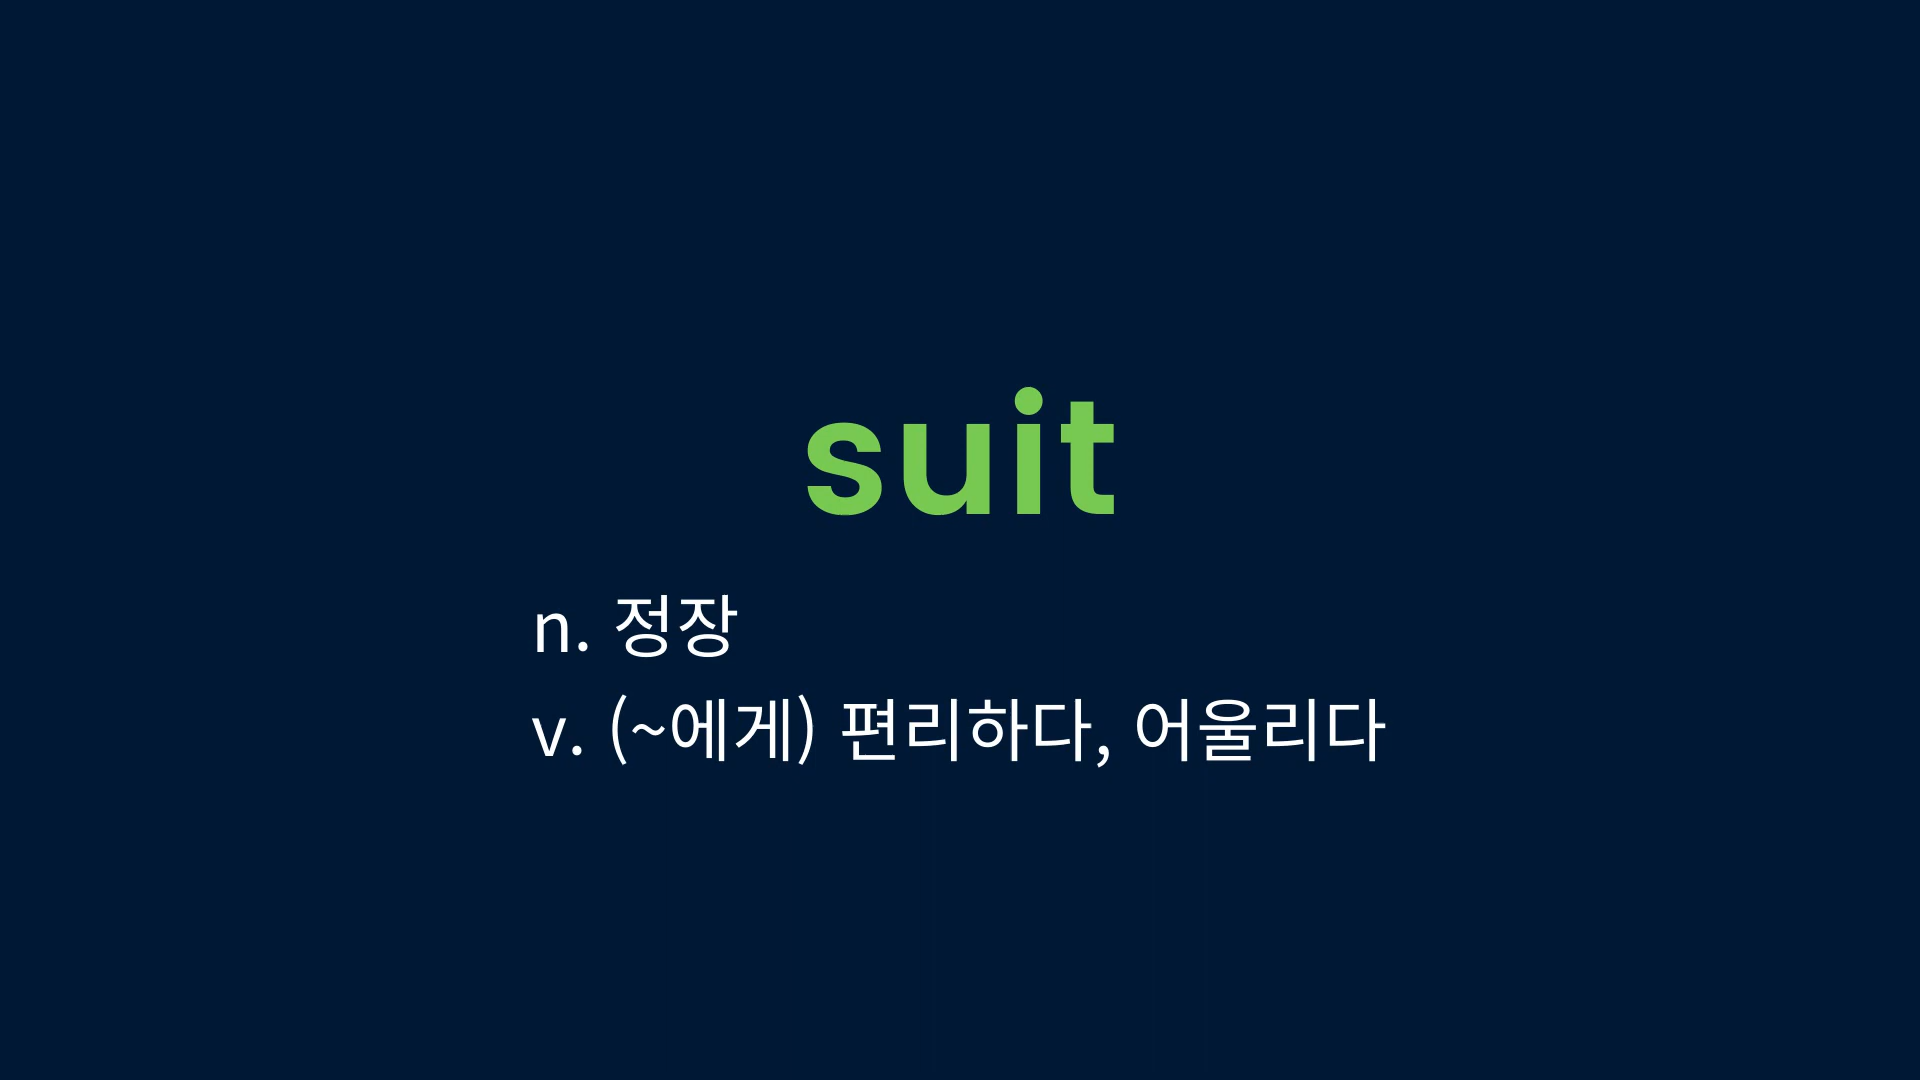 suit
n. 정장
v. (~에게) 편리하다, 어울리다